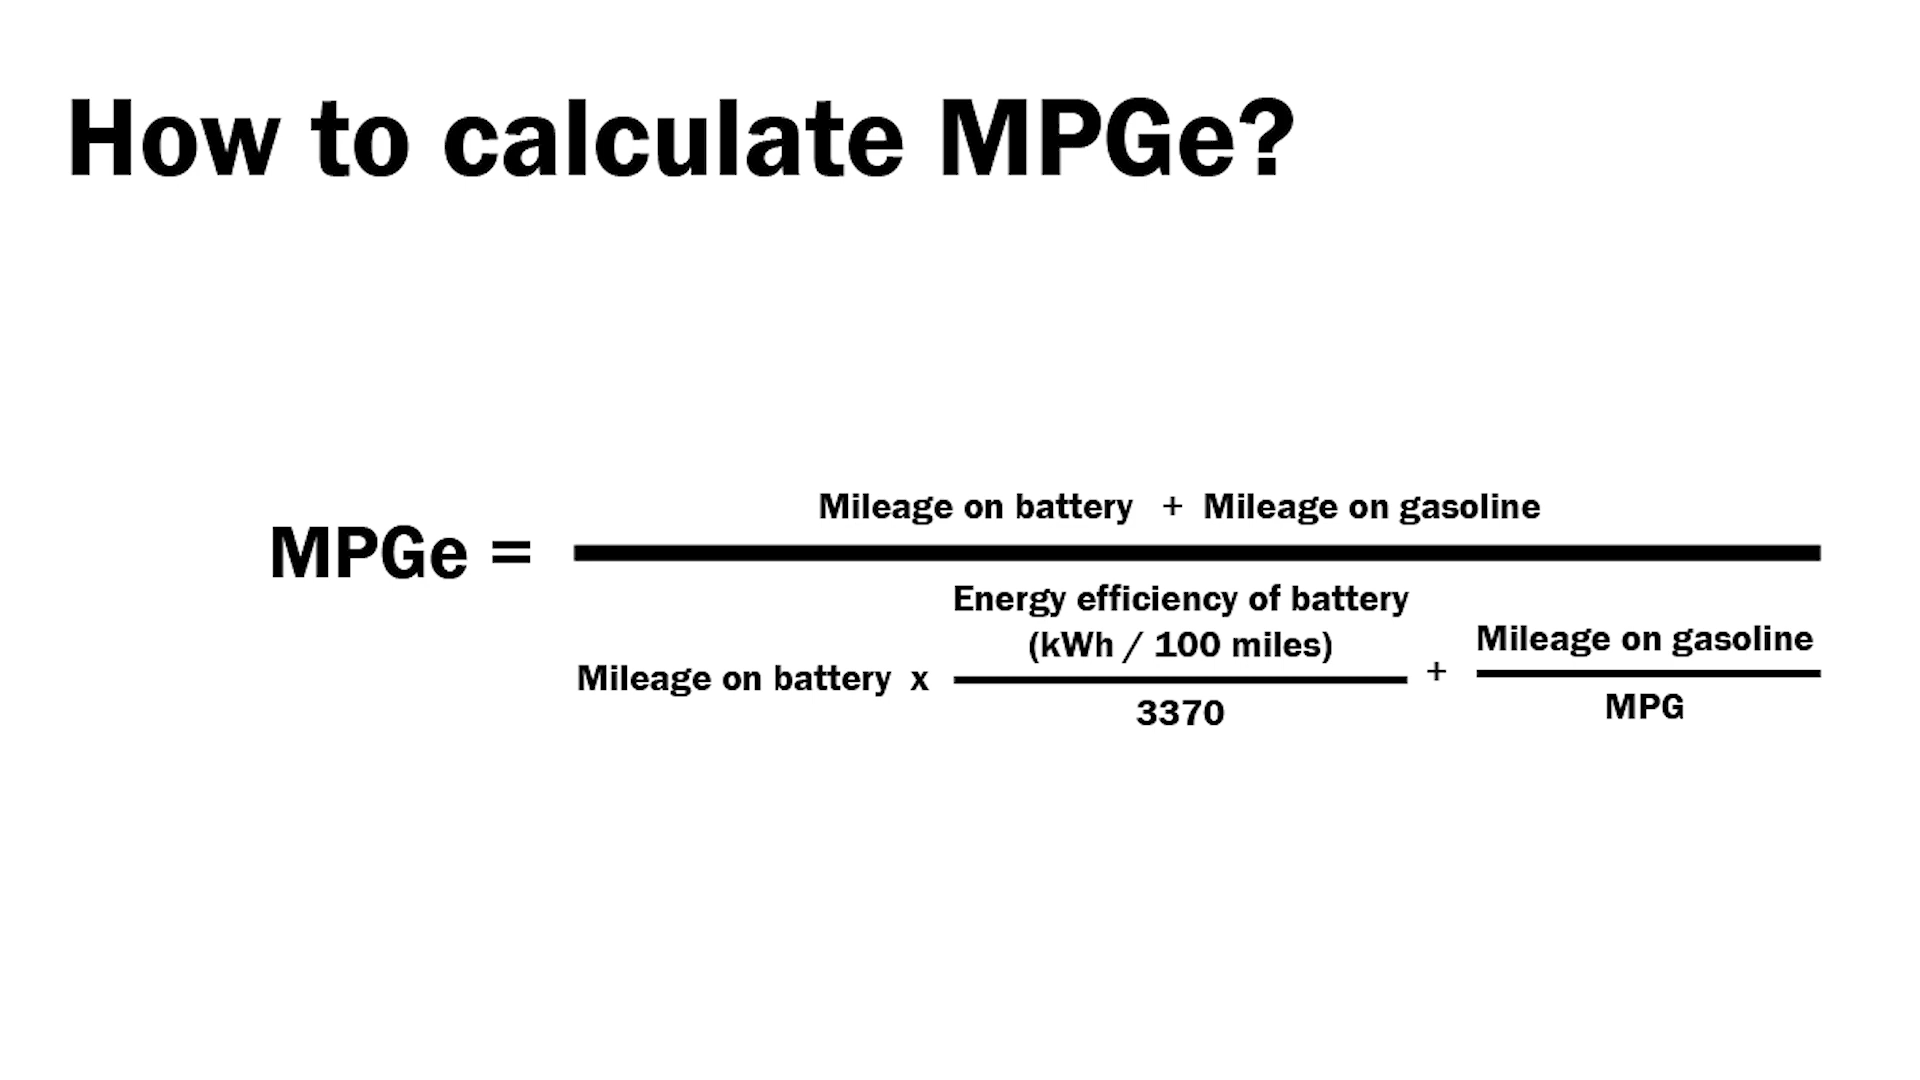 How to calculate MPGe?
Mileage on battery + Mileage on gasoline
MPGe =
Energy efficiency of battery
(kWh / 100 miles)
Mileage on gasoline
Mileage on battery x
+
3370
MPG